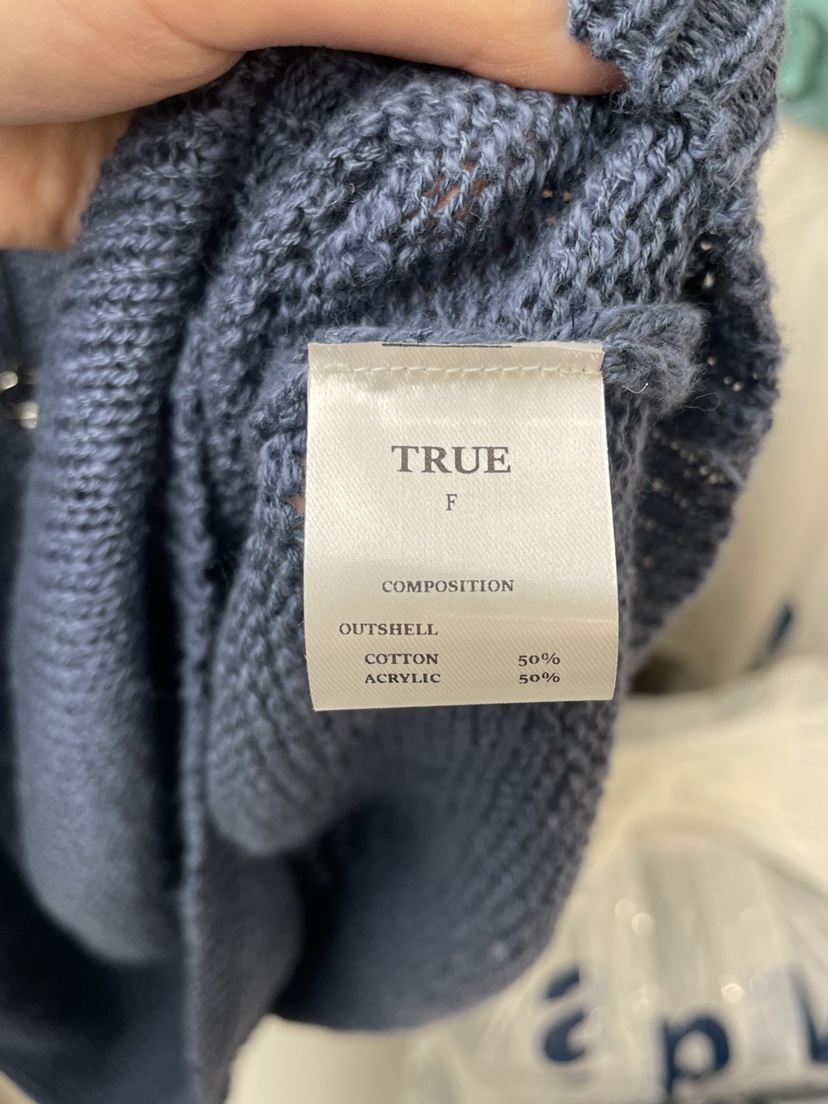 TRUE
F
COMPOSITION
OUTSHELL
COTTON 50%
ACRYLIC 50%